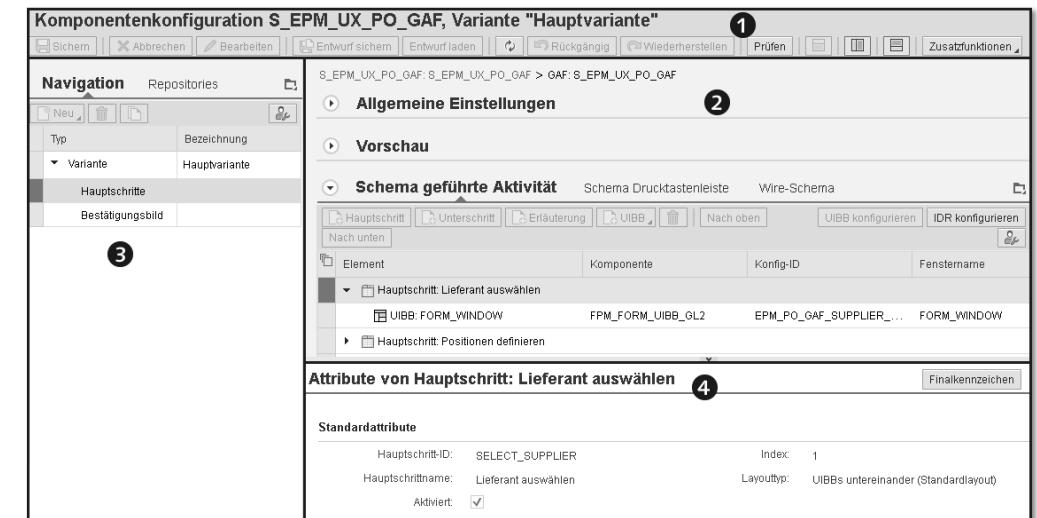 Komponentenkonfiguration S_EPM_UX_PO_GAF, Variante "Hauptvariante"
1
Sichern Abbrechen Bearbeiten Entwurf sichern Entwurf laden Rückgängig Wiederherstellen Prüfen Zusatzfunktionen
Navigation Repositories
Neu
Typ Bezeichnung
Variante Hauptvariante
Hauptschritte
Bestätigungsbild
3
S_EPM_UX_PO_GAF: S_EPM_UX_PO_GAF > GAF: S_EPM_UX_PO_GAF
Allgemeine Einstellungen
2
Vorschau
Schema geführte Aktivität Schema Drucktastenleiste Wire-Schema
Hauptschritt Unterschritt Erläuterung UIBB Nach oben UIBB konfigurieren IDR konfigurieren
Nach unten
Element Komponente Konfig-ID Fenstername
Hauptschritt: Lieferant auswählen
UIBB: FORM_WINDOW FPM_FORM_UIBB_GL2 EPM_PO_GAF_SUPPLIER_... FORM_WINDOW
Hauptschritt: Positionen definieren
Attribute von Hauptschritt: Lieferant auswählen 4 Finalkennzeichen
Standardattribute
Hauptschritt-ID: SELECT_SUPPLIER Index: 1
Hauptschrittname: Lieferant auswählen Layouttyp: UIBBs untereinander (Standardlayout)
Aktiviert: